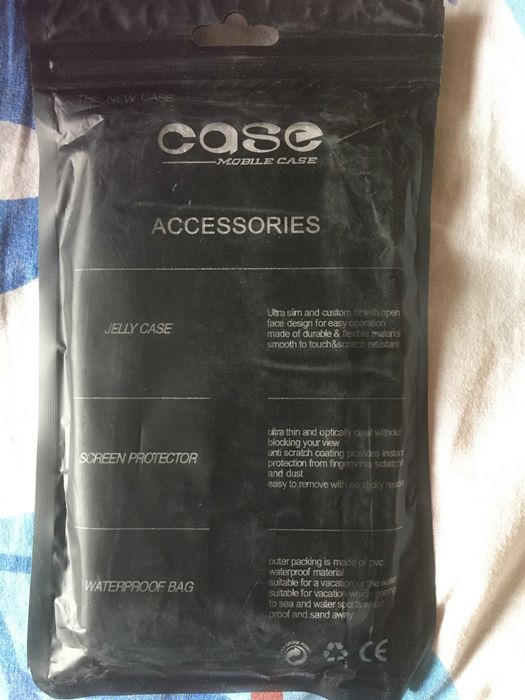 THE NEW CASE
case
MOBILE CASE
ACCESSORIES
JELLY CASE
Ultra slim and custom fit with open
face design for easy operation
made of durable & flexible material
smooth to touch&scratch resistant
SCREEN PROTECTOR
ultra thin and optically clear without
blocking your view
anti scratch coating provides instant
protection from fingerprints scratches
and dust
easy to remove with no sticky residue
WATERPROOF BAG
outer packing is made of pvc
waterproof material
suitable for a vacation or the water
suitable for vacation which going
to sea and water sports water
proof and sand away
CE